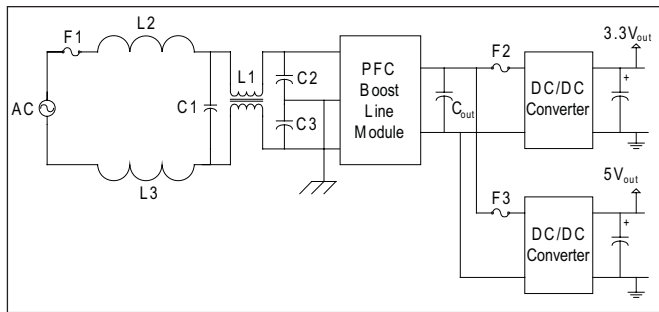 F1
L2
AC
L3
C1
L1
C2
C3
PFC
Boost
Line
Module
Cout
F2
DC/DC
Converter
3.3Vout
+
F3
DC/DC
Converter
5Vout
+